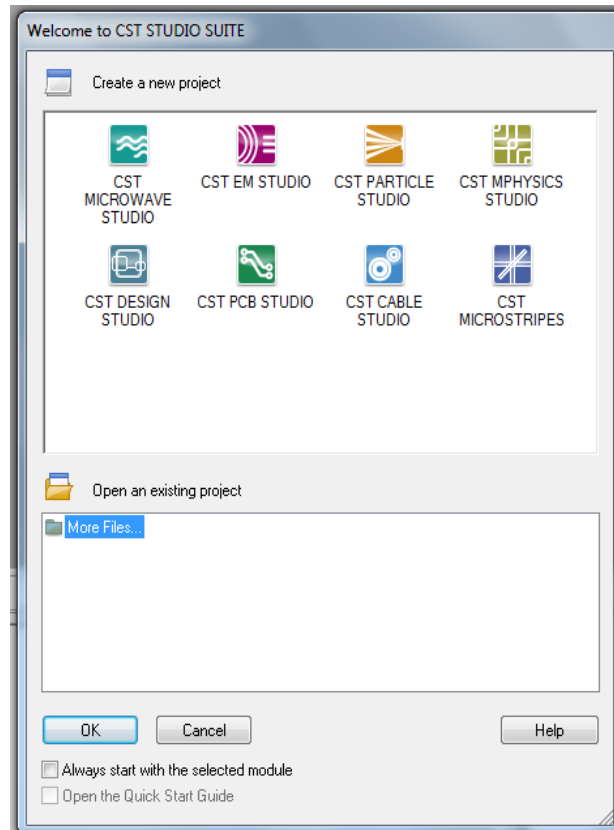 Welcome to CST STUDIO SUITE
Create a new project
CST MICROWAVE STUDIO
CST EM STUDIO
CST PARTICLE STUDIO
CST MPHYSICS STUDIO
CST DESIGN STUDIO
CST PCB STUDIO
CST CABLE STUDIO
CST MICROSTRIPES
Open an existing project
More Files...
OK Cancel Help
Always start with the selected module
Open the Quick Start Guide